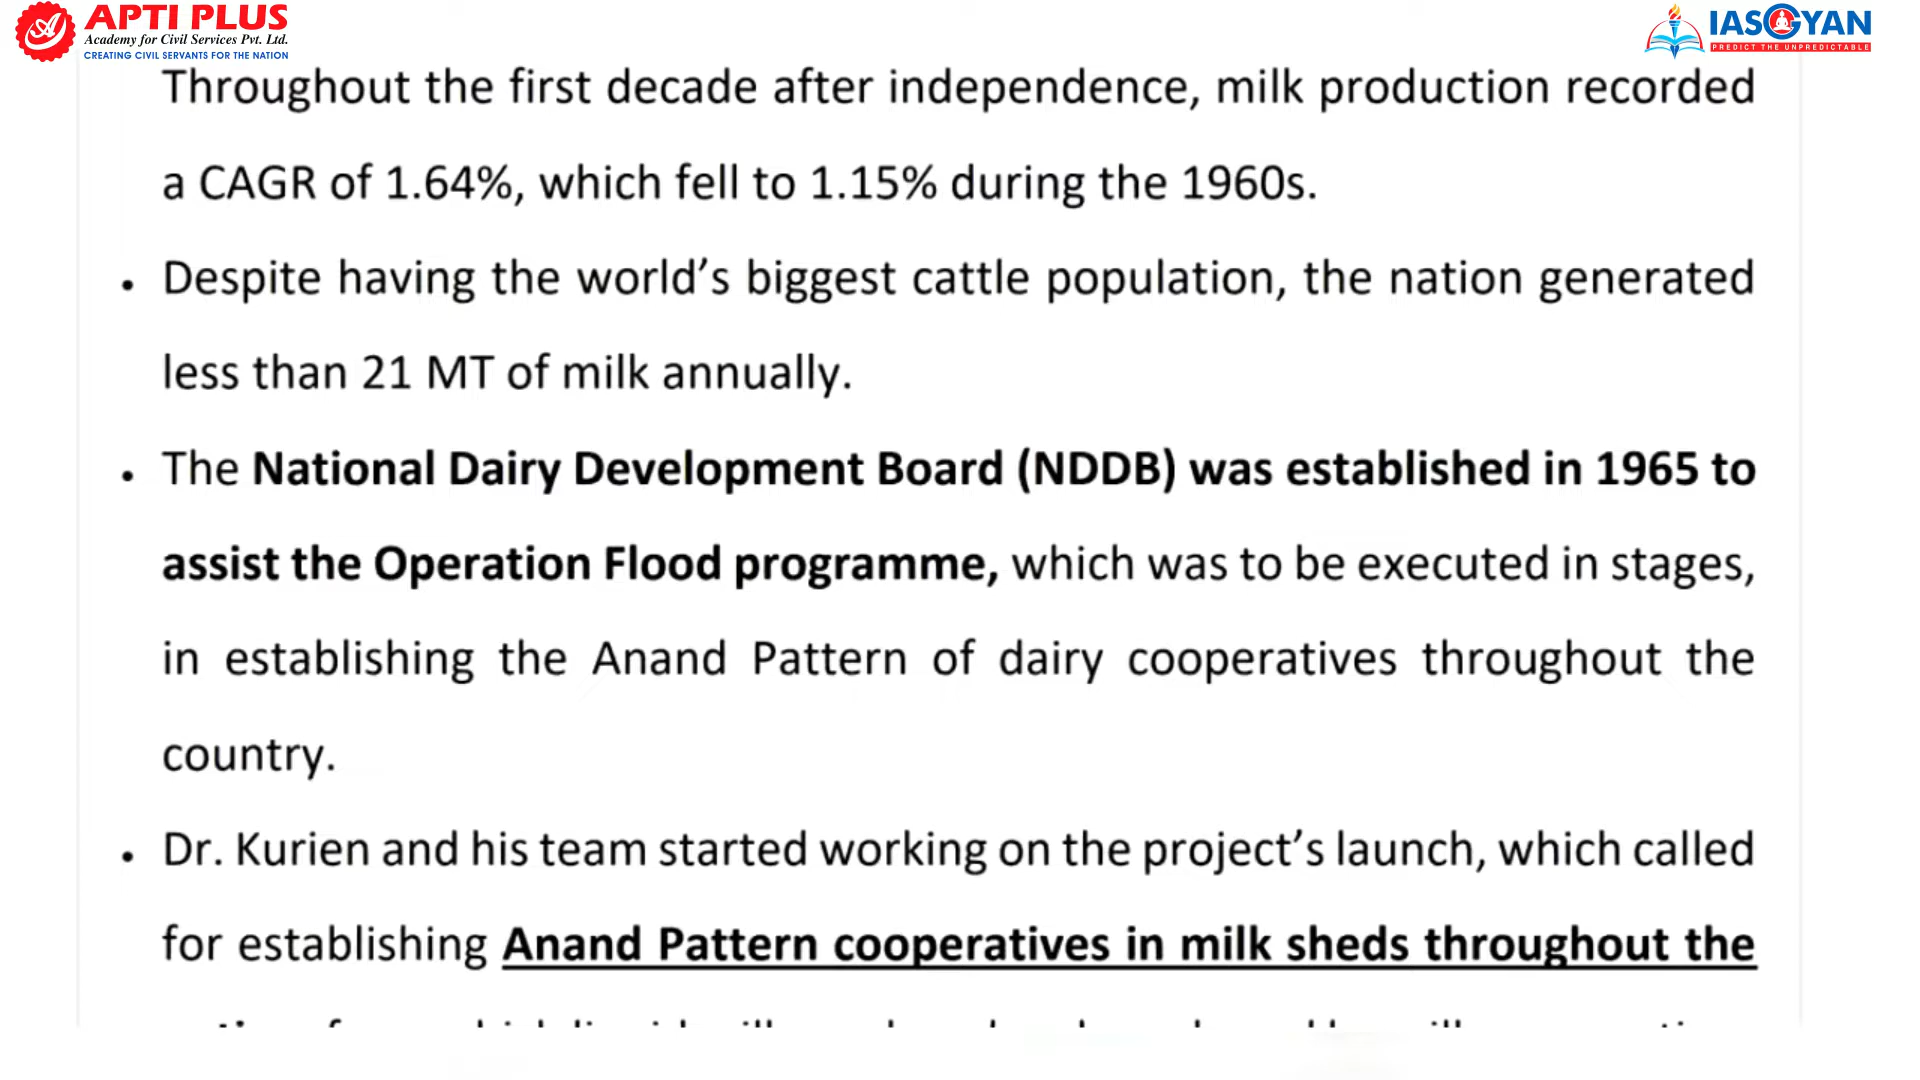 APTI PLUS
Academy for Civil Services Pvt. Ltd.
CREATING CIVIL SERVANTS FOR THE NATION
IASGYAN
PREDICT THE UNPREDICTABLE
Throughout the first decade after independence, milk production recorded
a CAGR of 1.64%, which fell to 1.15% during the 1960s.
• Despite having the world’s biggest cattle population, the nation generated
less than 21 MT of milk annually.
• The National Dairy Development Board (NDDB) was established in 1965 to
assist the Operation Flood programme, which was to be executed in stages,
in establishing the Anand Pattern of dairy cooperatives throughout the
country.
• Dr. Kurien and his team started working on the project’s launch, which called
for establishing Anand Pattern cooperatives in milk sheds throughout the